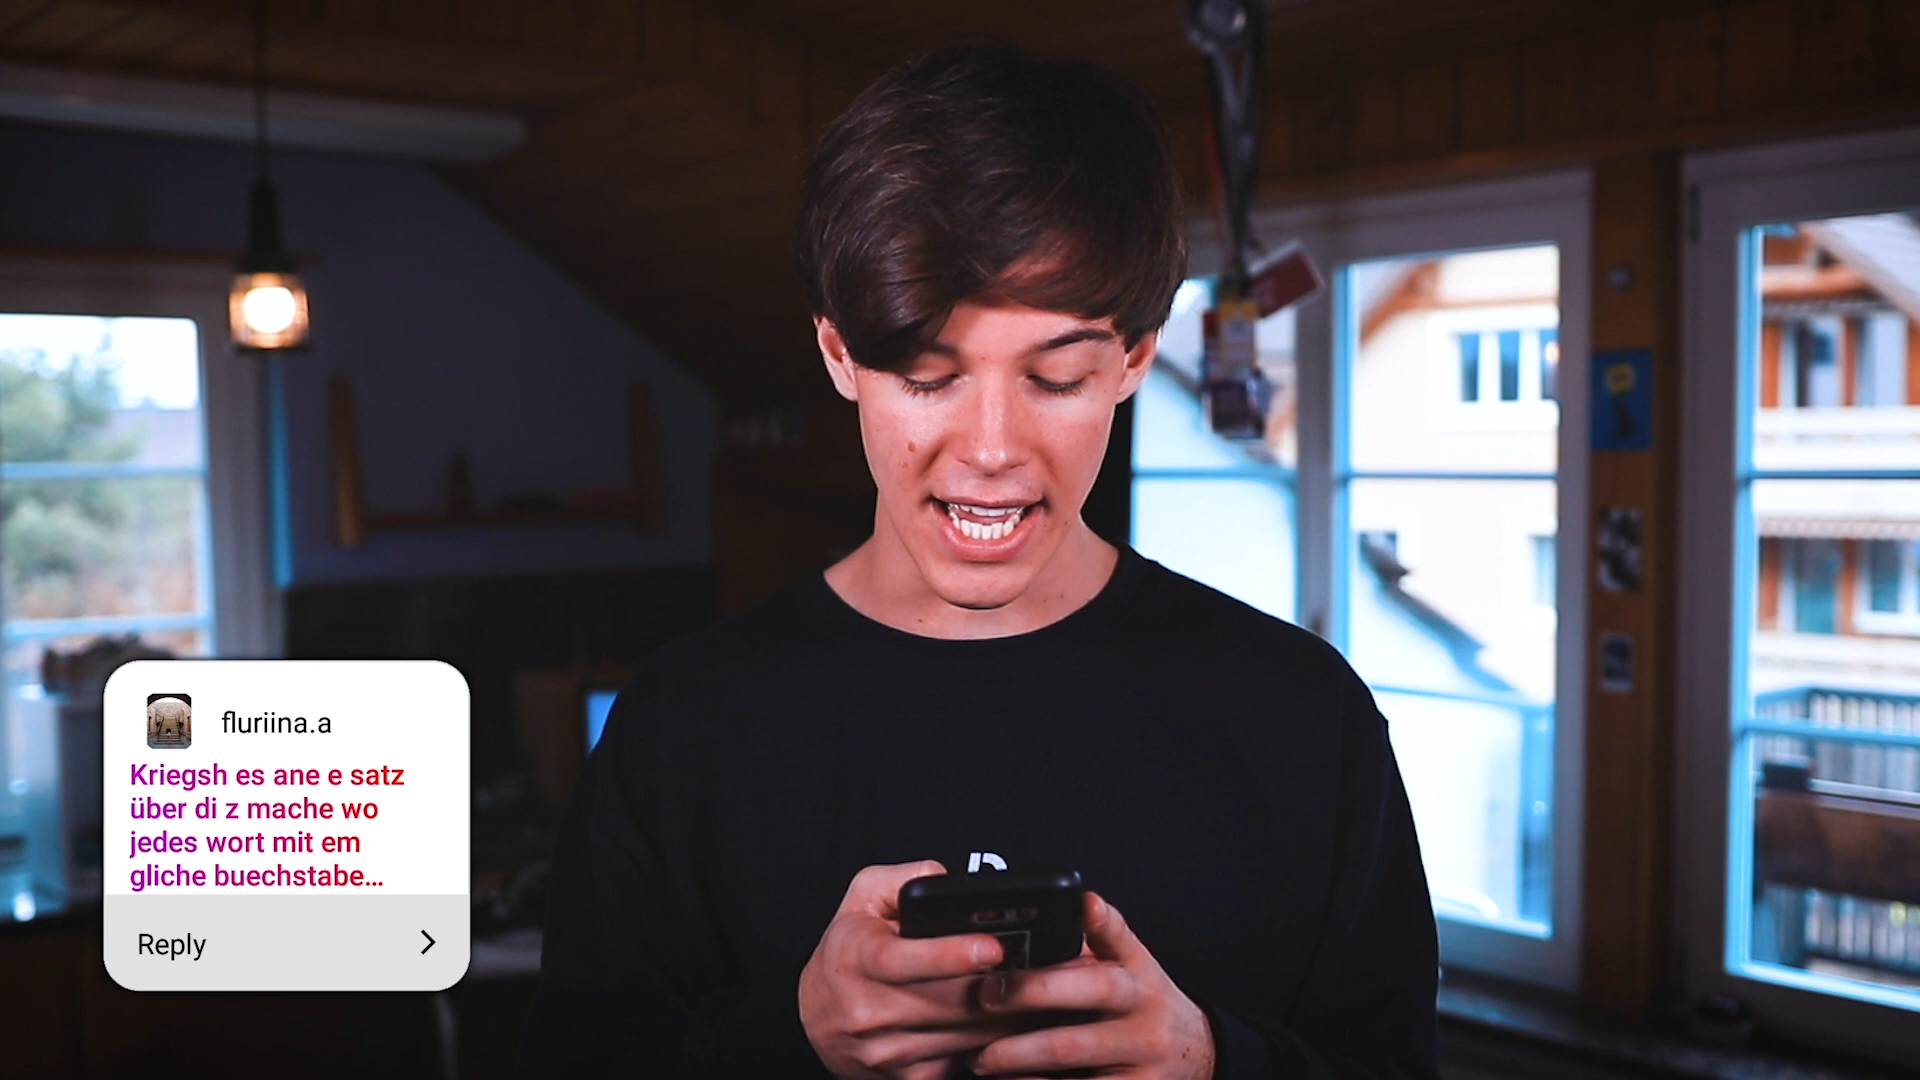 fluriina.a
Kriegsh es ane e satz
über di z mache wo
jedes wort mit em
gliche buechstabe...
Reply